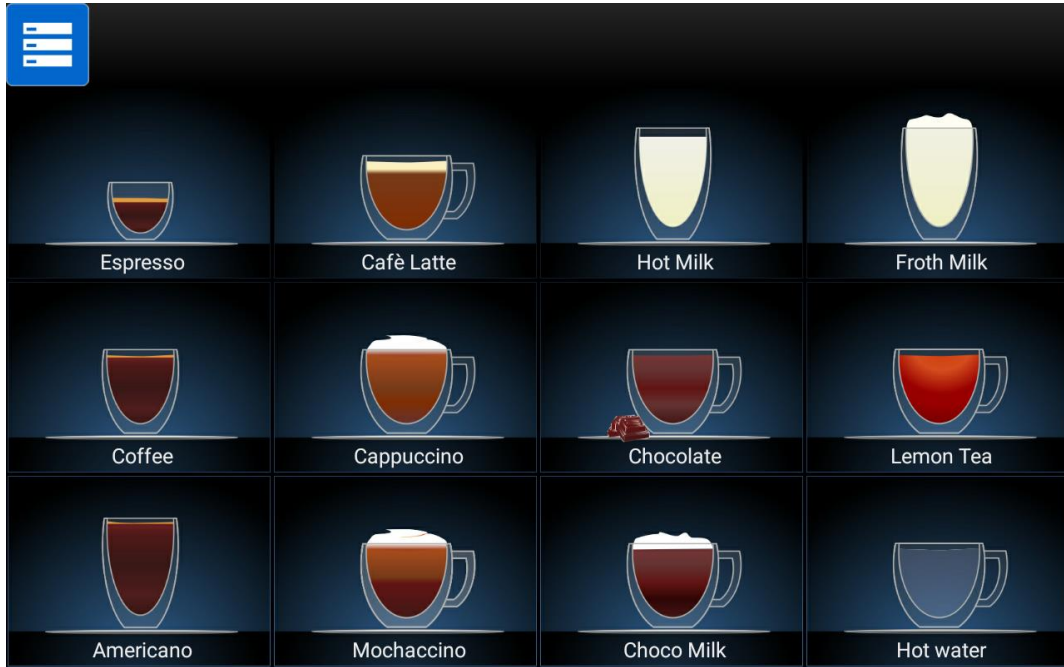 Espresso
Cafè Latte
Hot Milk
Froth Milk
Coffee
Cappuccino
Chocolate
Lemon Tea
Americano
Mochaccino
Choco Milk
Hot water